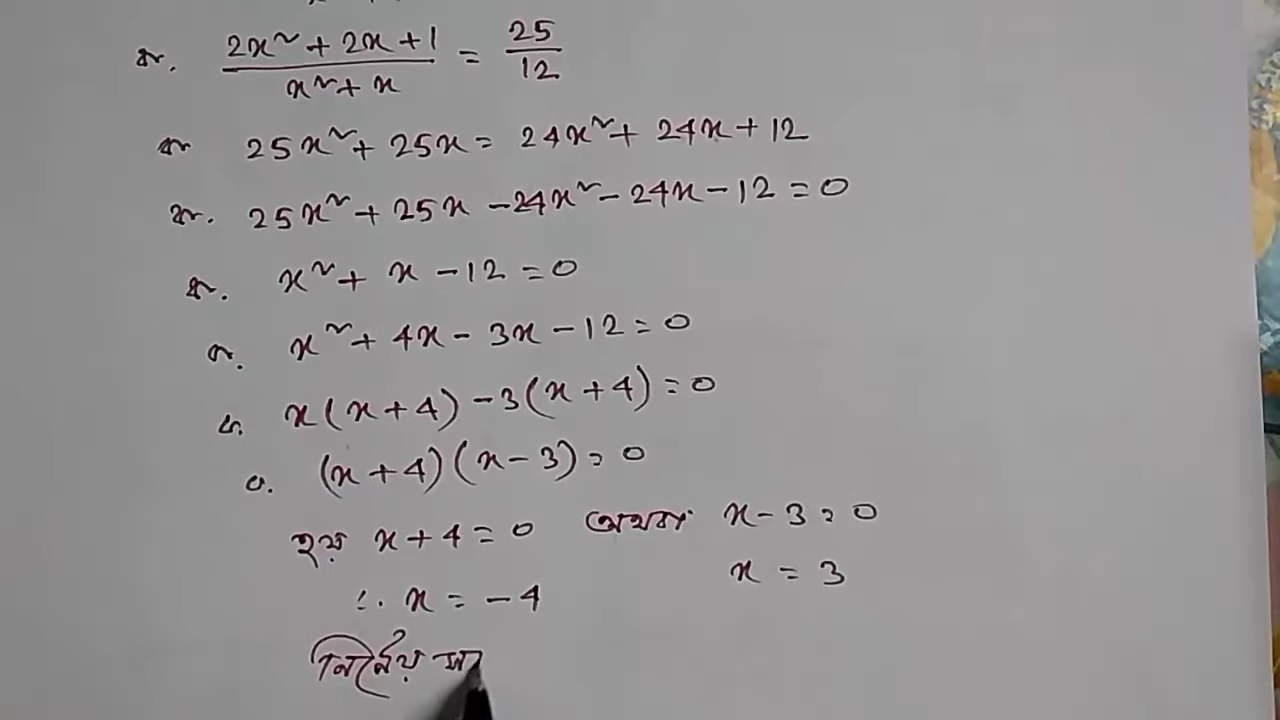 বা. (2x² + 2x + 1)/(x² + x) = 25/12
বা 25x² + 25x = 24x² + 24x + 12
বা. 25x² + 25x - 24x² - 24x - 12 = 0
বা. x² + x - 12 = 0
বা. x² + 4x - 3x - 12 = 0
বা. x(x + 4) - 3(x + 4) = 0
বা. (x + 4)(x - 3) = 0
হয় x + 4 = 0 অথবা x - 3 = 0
∴ x = -4 x = 3
নির্ণেয় সমা